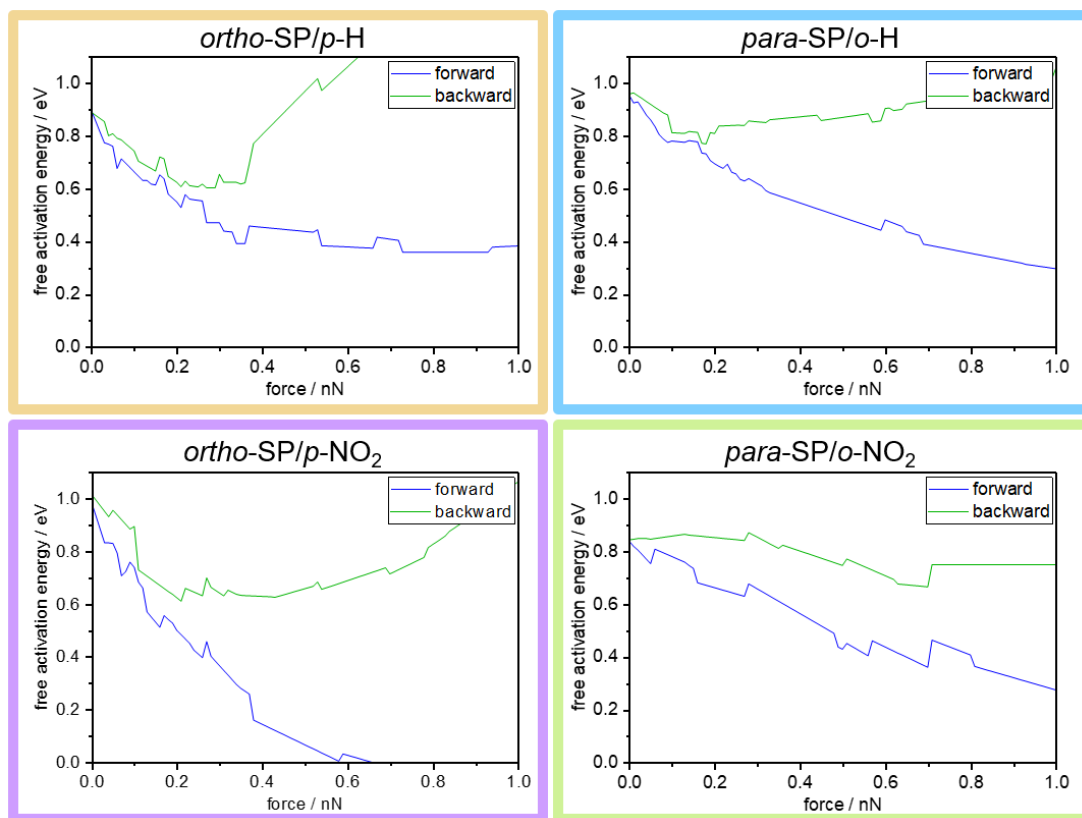 ortho-SP/p-H
forward
backward
free activation energy / eV
1.0
0.8
0.6
0.4
0.2
0.0
0.0 0.2 0.4 0.6 0.8 1.0
force / nN
para-SP/o-H
forward
backward
free activation energy / eV
1.0
0.8
0.6
0.4
0.2
0.0
0.0 0.2 0.4 0.6 0.8 1.0
force / nN
ortho-SP/p-NO₂
forward
backward
free activation energy / eV
1.0
0.8
0.6
0.4
0.2
0.0
0.0 0.2 0.4 0.6 0.8 1.0
force / nN
para-SP/o-NO₂
forward
backward
free activation energy / eV
1.0
0.8
0.6
0.4
0.2
0.0
0.0 0.2 0.4 0.6 0.8 1.0
force / nN